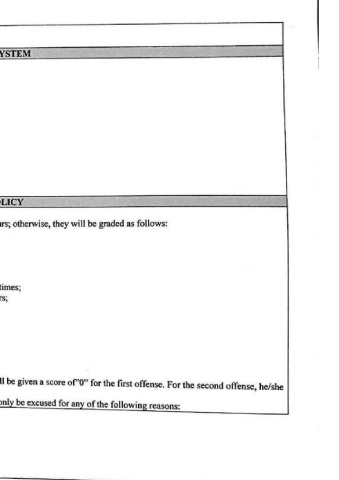 YSTEM
LICY
rs; otherwise, they will be graded as follows:
times;
rs;
ll be given a score of"0" for the first offense. For the second offense, he/she
only be excused for any of the following reasons: